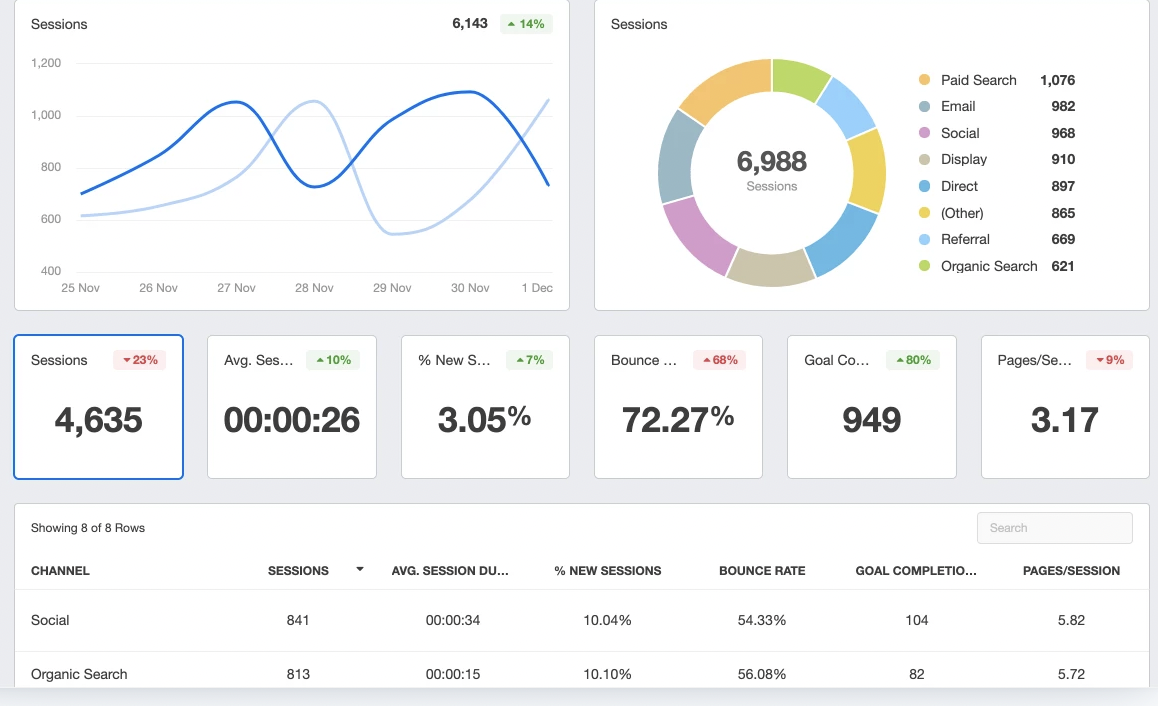 Sessions 6,143 14%
1,200
1,000
800
600
400
25 Nov 26 Nov 27 Nov 28 Nov 29 Nov 30 Nov 1 Dec
Sessions
6,988
Sessions
Paid Search 1,076
Email 982
Social 968
Display 910
Direct 897
(Other) 865
Referral 669
Organic Search 621
Sessions 23%
4,635
Avg. Ses... 10%
00:00:26
% New S... 7%
3.05%
Bounce ... 68%
72.27%
Goal Co... 80%
949
Pages/Se... 9%
3.17
Showing 8 of 8 Rows
Search
CHANNEL SESSIONS AVG. SESSION DU... % NEW SESSIONS BOUNCE RATE GOAL COMPLETIO... PAGES/SESSION
Social 841 00:00:34 10.04% 54.33% 104 5.82
Organic Search 813 00:00:15 10.10% 56.08% 82 5.72